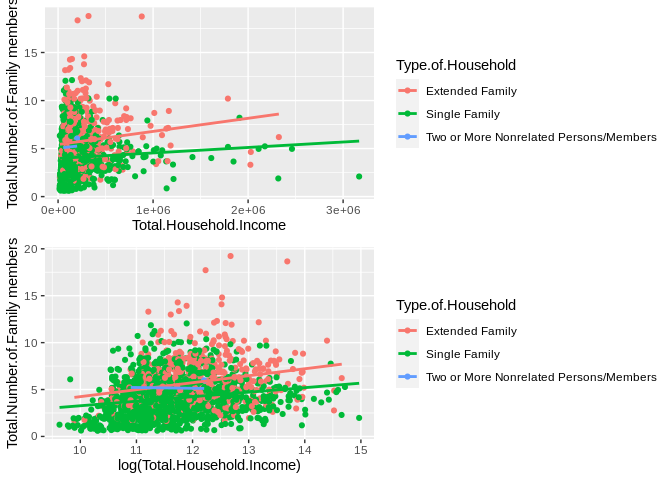 Total.Number.of.Family members
15
10
5
0
0e+00 1e+06 2e+06 3e+06
Total.Household.Income
Type.of.Household
Extended Family
Single Family
Two or More Nonrelated Persons/Members
Total.Number.of.Family members
20
15
10
5
0
10 11 12 13 14 15
log(Total.Household.Income)
Type.of.Household
Extended Family
Single Family
Two or More Nonrelated Persons/Members